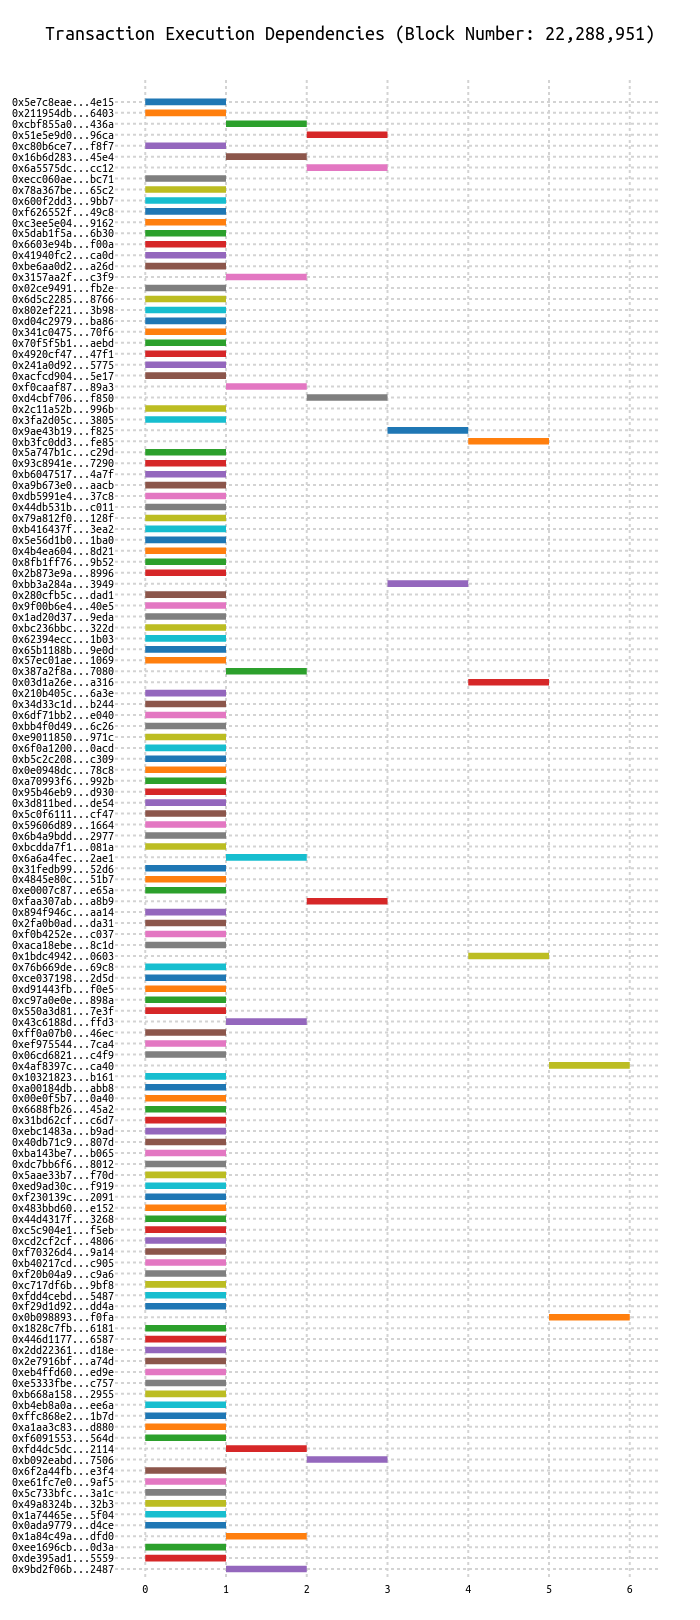 Transaction Execution Dependencies (Block Number: 22,288,951)
0x5e7c8eae...4e15
0x211954db...6403
0xcbf855a0...436a
0x51e5e9d0...96ca
0xc80b6ce7...f8f7
0x16b6d283...45e4
0x6a5575dc...cc12
0xecc060ae...bc71
0x78a367be...65c2
0x600f2dd3...9bb7
0xf626552f...49c8
0xc3ee5e04...9162
0x5dab1f5a...6b30
0x6603e94b...f00a
0x41940fc2...ca0d
0xbe6aa0d2...a26d
0x3157aa2f...c3f9
0x02ce9491...fb2e
0x6d5c2285...8766
0x802ef221...3b98
0xd04c2979...ba86
0x341c0475...70f6
0x70f5f5b1...aebd
0x4920cf47...47f1
0x241a0d92...5775
0xacfcd904...5e17
0xf0caaf87...89a3
0xd4cbf706...f850
0x2c11a52b...996b
0x3fa2d05c...3805
0x9ae43b19...f825
0xb3fc0dd3...fe85
0x5a747b1c...c29d
0x93c8941e...7290
0xb6047517...4a7f
0xa9b673e0...aacb
0xdb5991e4...37c8
0x44db531b...c011
0x79a812f0...128f
0xb416437f...3ea2
0x5e56d1b0...1ba0
0x4b4ea604...8d21
0x8fb1ff76...9b52
0x2b873e9a...8996
0xbb3a284a...3949
0x280cfb5c...dad1
0x9f00b6e4...40e5
0x1ad20d37...9eda
0xbc236bbc...322d
0x62394ecc...1b03
0x65b1188b...9e0d
0x57ec01ae...1069
0x387a2f8a...7080
0x03d1a26e...a316
0x210b405c...6a3e
0x34d33c1d...b244
0x6df71bb2...e040
0xbb4f0d49...6c26
0xe9011850...971c
0x6f0a1200...0acd
0xb5c2c208...c309
0x0e0948dc...78c8
0xa70993f6...992b
0x95b46eb9...d930
0x3d811bed...de54
0x5c0f6111...cf47
0x59606d89...1664
0x6b4a9bdd...2977
0xbcdda7f1...081a
0x6a6a4fec...2ae1
0x31fedb99...52d6
0x4845e80c...51b7
0xe0007c87...e65a
0xfaa307ab...a8b9
0x894f946c...aa14
0x2fa0b0ad...da31
0xf0b4252e...c037
0xaca18ebe...8c1d
0x1bdc4942...0603
0x76b669de...69c8
0xce037198...2d5d
0xd91443fb...f0e5
0xc97a0e0e...898a
0x550a3d81...7e3f
0x43c6188d...ffd3
0xff0a07b0...46ec
0xef975544...7ca4
0x06cd6821...c4f9
0x4af8397c...ca40
0x10321823...b161
0xa00184db...abb8
0x00e0f5b7...0a40
0x6688fb26...45a2
0x31bd62cf...c6d7
0xebc1483a...b9ad
0x40db71c9...807d
0xba143be7...b065
0xdc7bb6f6...8012
0x5aae33b7...f70d
0xed9ad30c...f919
0xf230139c...2091
0x483bbd60...e152
0x44d4317f...3268
0xc5c904e1...f5eb
0xcd2cf2cf...4806
0xf70326d4...9a14
0xb40217cd...c905
0xf20b04a9...c9a6
0xc717df6b...9bf8
0xfdd4cebd...5487
0xf29d1d92...dd4a
0x0b098893...f0fa
0x1828c7fb...6181
0x446d1177...6587
0x2dd22361...d18e
0x2e7916bf...a74d
0xeb4ffd60...ed9e
0xe5333fbe...c757
0xb668a158...2955
0xb4eb8a0a...ee6a
0xffc868e2...1b7d
0xa1aa3c83...d880
0xf6091553...564d
0xfd4dc5dc...2114
0xb092eabd...7506
0x6f2a44fb...e3f4
0xe61fc7e0...9af5
0x5c733bfc...3a1c
0x49a8324b...32b3
0x1a74465e...5f04
0x0ada9779...d4ce
0x1a84c49a...dfd0
0xee1696cb...0d3a
0xde395ad1...5559
0x9bd2f06b...2487
0 1 2 3 4 5 6